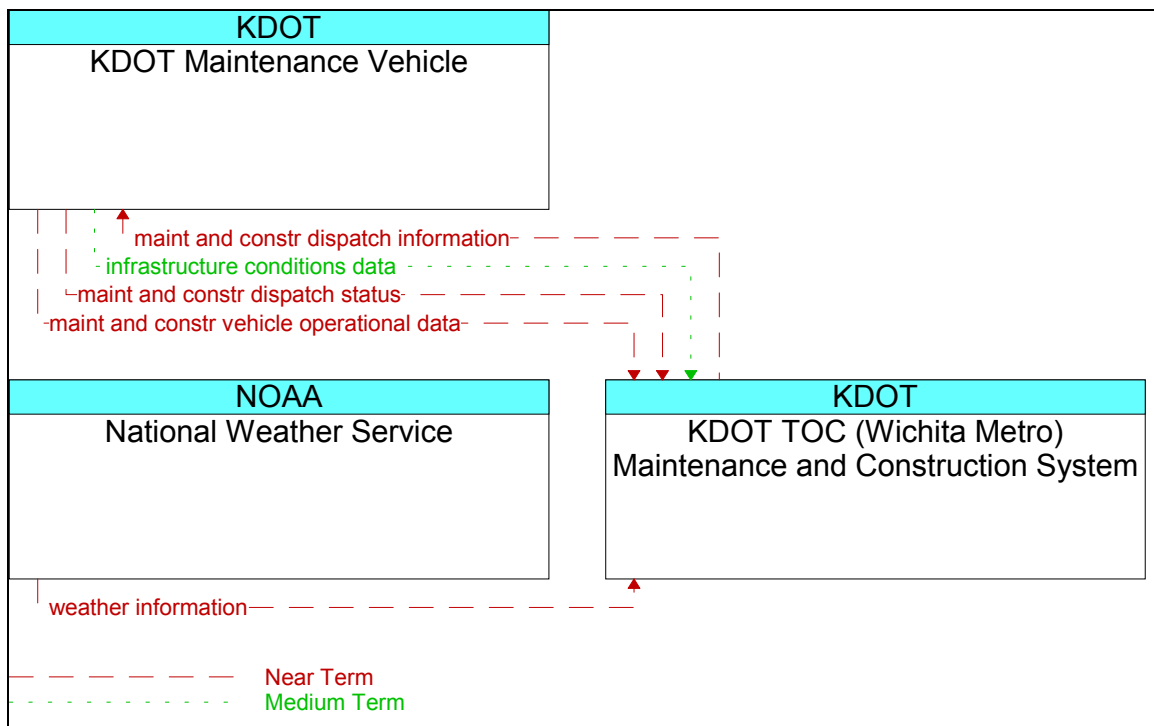 KDOT
KDOT Maintenance Vehicle
maint and constr dispatch information
infrastructure conditions data
maint and constr dispatch status
maint and constr vehicle operational data
NOAA
National Weather Service
KDOT
KDOT TOC (Wichita Metro)
Maintenance and Construction System
weather information
Near Term
Medium Term